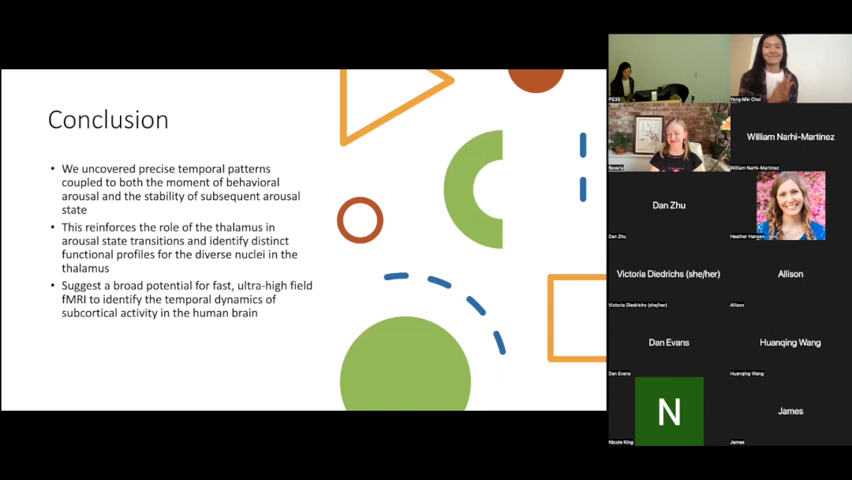 Conclusion
• We uncovered precise temporal patterns
coupled to both the moment of behavioral
arousal and the stability of subsequent arousal
state
• This reinforces the role of the thalamus in
arousal state transitions and identify distinct
functional profiles for the diverse nuclei in the
thalamus
• Suggest a broad potential for fast, ultra-high field
fMRI to identify the temporal dynamics of
subcortical activity in the human brain
PS35
Yong Min Choi
Beverly
William Narhi-Martinez
William Narhi-Martinez
Dan Zhu
Dan Zhu
Heather Hansen
Victoria Diedrichs (she/her)
Victoria Diedrichs (she/her)
Allison
Allison
Dan Evans
Dan Evans
Huanqing Wang
Huanqing Wang
N
Nicole King
James
James